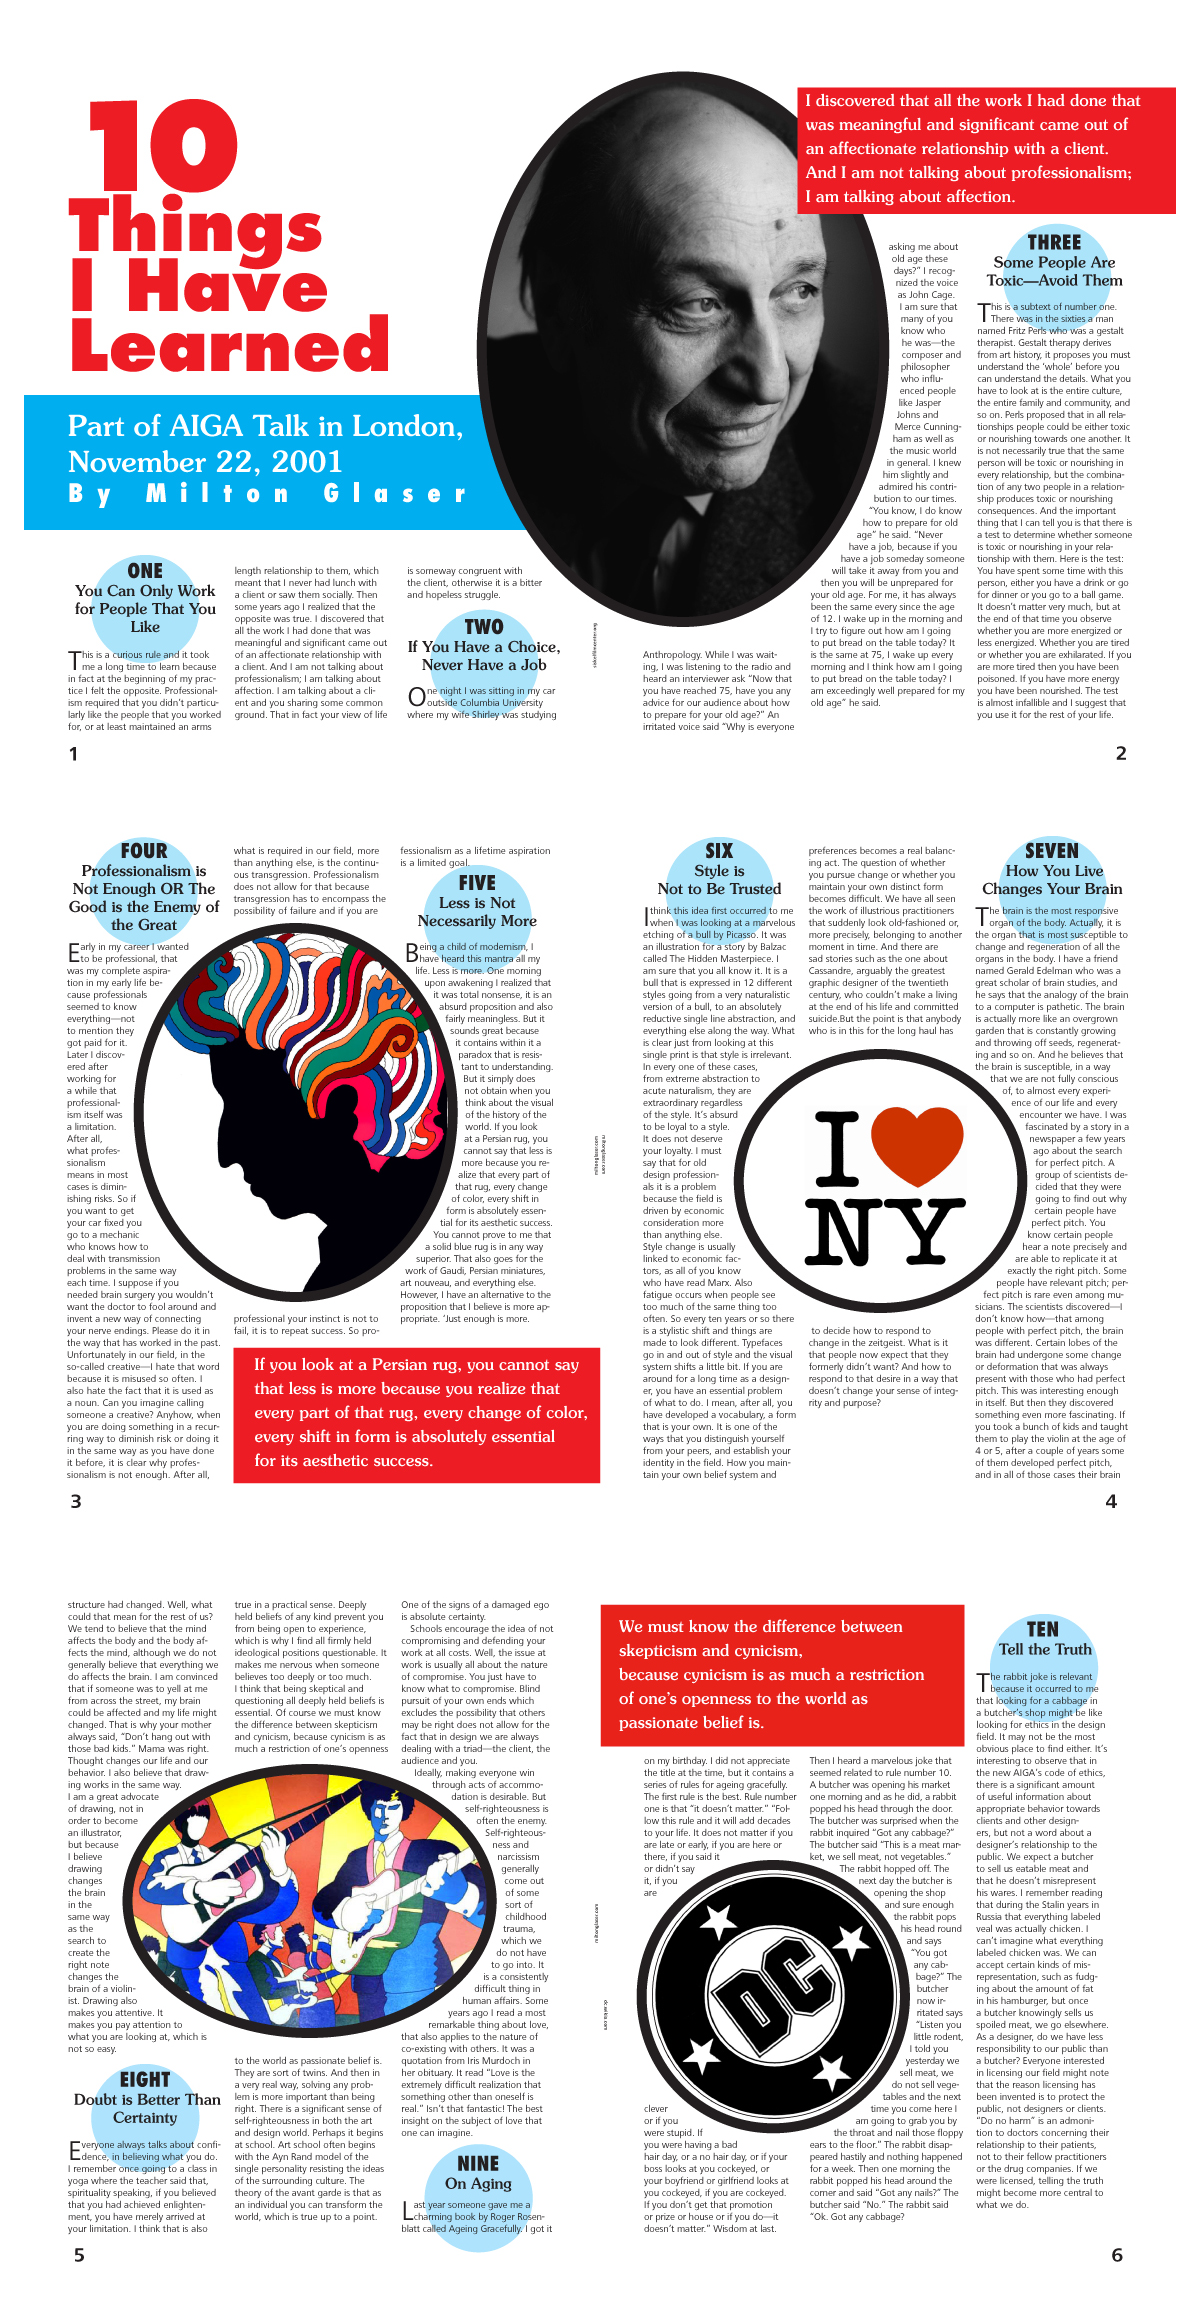 10
Things
I Have
Learned
Part of AIGA Talk in London,
November 22, 2001
By Milton Glaser
ONE
You Can Only Work
for People That You
Like
This is a curious rule and it took
me a long time to learn because
in fact at the beginning of my prac-
tice I felt the opposite. Professional-
ism required that you didn't particu-
larly like the people that you worked
for, or at least maintained an arms
length relationship to them, which
meant that I never had lunch with
a client or saw them socially. Then
some years ago I realized that the
opposite was true. I discovered that
all the work I had done that was
meaningful and significant came out
of an affectionate relationship with
a client. And I am not talking about
professionalism; I am talking about
affection. I am talking about a cli-
ent and you sharing some common
ground. That in fact your view of life
is someway congruent with
the client, otherwise it is a bitter
and hopeless struggle.
TWO
If You Have a Choice,
Never Have a Job
One night I was sitting in my car
outside Columbia University
where my wife Shirley was studying
1
I discovered that all the work I had done that
was meaningful and significant came out of
an affectionate relationship with a client.
And I am not talking about professionalism;
I am talking about affection.
Anthropology. While I was wait-
ing, I was listening to the radio and
heard an interviewer ask "Now that
you have reached 75, have you any
advice for our audience about how
to prepare for your old age?" An
irritated voice said "Why is everyone
asking me about
old age these
days?" I recog-
nized the voice
as John Cage.
I am sure that
many of you
know who
he was—the
composer and
philosopher
who influ-
enced people
like Jasper
Johns and
Merce Cunning-
ham as well as
the music world
in general. I knew
him slightly and
admired his contri-
bution to our times.
"You know, I do know
how to prepare for old
age" he said. "Never
have a job, because if you
have a job someday someone
will take it away from you and
then you will be unprepared for
your old age. For me, it has always
been the same every since the age
of 12. I wake up in the morning and
I try to figure out how am I going
to put bread on the table today? It
is the same at 75, I wake up every
morning and I think how am I going
to put bread on the table today? I
am exceedingly well prepared for my
old age" he said.
THREE
Some People Are
Toxic—Avoid Them
This is a subtext of number one.
There was in the sixties a man
named Fritz Perls who was a gestalt
therapist. Gestalt therapy derives
from art history, it proposes you must
understand the 'whole' before you
can understand the details. What you
have to look at is the entire culture,
the entire family and community, and
so on. Perls proposed that in all rela-
tionships people could be either toxic
or nourishing towards one another. It
is not necessarily true that the same
person will be toxic or nourishing in
every relationship, but the combina-
tion of any two people in a relation-
ship produces toxic or nourishing
consequences. And the important
thing that I can tell you is that there is
a test to determine whether someone
is toxic or nourishing in your rela-
tionship with them. Here is the test:
You have spent some time with this
person, either you have a drink or go
for dinner or you go to a ball game.
It doesn't matter very much, but at
the end of that time you observe
whether you are more energized or
less energized. Whether you are tired
or whether you are exhilarated. If you
are more tired then you have been
poisoned. If you have more energy
you have been nourished. The test
is almost infallible and I suggest that
you use it for the rest of your life.
2
FOUR
Professionalism is
Not Enough OR The
Good is the Enemy of
the Great
Early in my career I wanted
to be professional, that
was my complete aspira-
tion in my early life be-
cause professionals
seemed to know
everything—not
to mention they
got paid for it.
Later I discov-
ered after
working for
a while that
professional-
ism itself was
a limitation.
After all,
what profes-
sionalism
means in most
cases is dimin-
ishing risks. So if
you want to get
your car fixed you
go to a mechanic
who knows how to
deal with transmission
problems in the same way
each time. I suppose if you
needed brain surgery you wouldn't
want the doctor to fool around and
invent a new way of connecting
your nerve endings. Please do it in
the way that has worked in the past.
Unfortunately in our field, in the
so-called creative—I hate that word
because it is misused so often. I
also hate the fact that it is used as
a noun. Can you imagine calling
someone a creative? Anyhow, when
you are doing something in a recur-
ring way to diminish risk or doing it
in the same way as you have done
it before, it is clear why profes-
sionalism is not enough. After all,
what is required in our field, more
than anything else, is the continu-
ous transgression. Professionalism
does not allow for that because
transgression has to encompass the
possibility of failure and if you are
professional your instinct is not to
fail, it is to repeat success. So pro-
fessionalism as a lifetime aspiration
is a limited goal.
FIVE
Less is Not
Necessarily More
Being a child of modernism, I
have heard this mantra all my
life. Less is more. One morning
upon awakening I realized that
it was total nonsense, it is an
absurd proposition and also
fairly meaningless. But it
sounds great because
it contains within it a
paradox that is resis-
tant to understanding.
But it simply does
not obtain when you
think about the visual
of the history of the
world. If you look
at a Persian rug, you
cannot say that less is
more because you re-
alize that every part of
that rug, every change
of color, every shift in
form is absolutely essen-
tial for its aesthetic success.
You cannot prove to me that
a solid blue rug is in any way
superior. That also goes for the
work of Gaudi, Persian miniatures,
art nouveau, and everything else.
However, I have an alternative to the
proposition that I believe is more ap-
propriate. 'Just enough is more.
If you look at a Persian rug, you cannot say
that less is more because you realize that
every part of that rug, every change of color,
every shift in form is absolutely essential
for its aesthetic success.
3
miltonglaser.com
miltonglaser.com
SIX
Style is
Not to Be Trusted
I think this idea first occurred to me
when I was looking at a marvelous
etching of a bull by Picasso. It was
an illustration for a story by Balzac
called The Hidden Masterpiece. I
am sure that you all know it. It is a
bull that is expressed in 12 different
styles going from a very naturalistic
version of a bull, to an absolutely
reductive single line abstraction, and
everything else along the way. What
is clear just from looking at this
single print is that style is irrelevant.
In every one of these cases,
from extreme abstraction to
acute naturalism, they are
extraordinary regardless
of the style. It's absurd
to be loyal to a style.
It does not deserve
your loyalty. I must
say that for old
design profession-
als it is a problem
because the field is
driven by economic
consideration more
than anything else.
Style change is usually
linked to economic fac-
tors, as all of you know
who have read Marx. Also
fatigue occurs when people see
too much of the same thing too
often. So every ten years or so there
is a stylistic shift and things are
made to look different. Typefaces
go in and out of style and the visual
system shifts a little bit. If you are
around for a long time as a design-
er, you have an essential problem
of what to do. I mean, after all, you
have developed a vocabulary, a form
that is your own. It is one of the
ways that you distinguish yourself
from your peers, and establish your
identity in the field. How you main-
tain your own belief system and
preferences becomes a real balanc-
ing act. The question of whether
you pursue change or whether you
maintain your own distinct form
becomes difficult. We have all seen
the work of illustrious practitioners
that suddenly look old-fashioned or,
more precisely, belonging to another
moment in time. And there are
sad stories such as the one about
Cassandre, arguably the greatest
graphic designer of the twentieth
century, who couldn't make a living
at the end of his life and committed
suicide.But the point is that anybody
who is in this for the long haul has
I
NY
to decide how to respond to
change in the zeitgeist. What is it
that people now expect that they
formerly didn't want? And how to
respond to that desire in a way that
doesn't change your sense of integ-
rity and purpose?
SEVEN
How You Live
Changes Your Brain
The brain is the most responsive
organ of the body. Actually, it is
the organ that is most susceptible to
change and regeneration of all the
organs in the body. I have a friend
named Gerald Edelman who was a
great scholar of brain studies, and
he says that the analogy of the brain
to a computer is pathetic. The brain
is actually more like an overgrown
garden that is constantly growing
and throwing off seeds, regenerat-
ing and so on. And he believes that
the brain is susceptible, in a way
that we are not fully conscious
of, to almost every experi-
ence of our life and every
encounter we have. I was
fascinated by a story in a
newspaper a few years
ago about the search
for perfect pitch. A
group of scientists de-
cided that they were
going to find out why
certain people have
perfect pitch. You
know certain people
hear a note precisely and
are able to replicate it at
exactly the right pitch. Some
people have relevant pitch; per-
fect pitch is rare even among mu-
sicians. The scientists discovered—I
don't know how—that among
people with perfect pitch, the brain
was different. Certain lobes of the
brain had undergone some change
or deformation that was always
present with those who had perfect
pitch. This was interesting enough
in itself. But then they discovered
something even more fascinating. If
you took a bunch of kids and taught
them to play the violin at the age of
4 or 5, after a couple of years some
of them developed perfect pitch,
and in all of those cases their brain
4
structure had changed. Well, what
could that mean for the rest of us?
We tend to believe that the mind
affects the body and the body af-
fects the mind, although we do not
generally believe that everything we
do affects the brain. I am convinced
that if someone was to yell at me
from across the street, my brain
could be affected and my life might
changed. That is why your mother
always said, "Don't hang out with
those bad kids." Mama was right.
Thought changes our life and our
behavior. I also believe that draw-
ing works in the same way.
I am a great advocate
of drawing, not in
order to become
an illustrator,
but because
I believe
drawing
changes
the brain
in the
same way
as the
search to
create the
right note
changes the
brain of a violin-
ist. Drawing also
makes you attentive. It
makes you pay attention to
what you are looking at, which is
not so easy.
EIGHT
Doubt is Better Than
Certainty
Everyone always talks about confi-
dence, in believing what you do.
I remember once going to a class in
yoga where the teacher said that,
spirituality speaking, if you believed
that you had achieved enlighten-
ment, you have merely arrived at
your limitation. I think that is also
true in a practical sense. Deeply
held beliefs of any kind prevent you
from being open to experience,
which is why I find all firmly held
ideological positions questionable. It
makes me nervous when someone
believes too deeply or too much.
I think that being skeptical and
questioning all deeply held beliefs is
essential. Of course we must know
the difference between skepticism
and cynicism, because cynicism is as
much a restriction of one's openness
to the world as passionate belief is.
They are sort of twins. And then in
a very real way, solving any prob-
lem is more important than being
right. There is a significant sense of
self-righteousness in both the art
and design world. Perhaps it begins
at school. Art school often begins
with the Ayn Rand model of the
single personality resisting the ideas
of the surrounding culture. The
theory of the avant garde is that as
an individual you can transform the
world, which is true up to a point.
One of the signs of a damaged ego
is absolute certainty.
Schools encourage the idea of not
compromising and defending your
work at all costs. Well, the issue at
work is usually all about the nature
of compromise. You just have to
know what to compromise. Blind
pursuit of your own ends which
excludes the possibility that others
may be right does not allow for the
fact that in design we are always
dealing with a triad—the client, the
audience and you.
Ideally, making everyone win
through acts of accommo-
dation is desirable. But
self-righteousness is
often the enemy.
Self-righteous-
ness and
narcissism
generally
come out
of some
sort of
childhood
trauma,
which we
do not have
to go into. It
is a consistently
difficult thing in
human affairs. Some
years ago I read a most
remarkable thing about love,
that also applies to the nature of
co-existing with others. It was a
quotation from Iris Murdoch in
her obituary. It read "Love is the
extremely difficult realization that
something other than oneself is
real." Isn't that fantastic! The best
insight on the subject of love that
one can imagine.
NINE
On Aging
Last year someone gave me a
charming book by Roger Rosen-
blatt called Ageing Gracefully. I got it
5
We must know the difference between
skepticism and cynicism,
because cynicism is as much a restriction
of one's openness to the world as
passionate belief is.
miltonglaser.com
on my birthday. I did not appreciate
the title at the time, but it contains a
series of rules for ageing gracefully.
The first rule is the best. Rule number
one is that "it doesn't matter." "Fol-
low this rule and it will add decades
to your life. It does not matter if you
are late or early, if you are here or
there, if you said it
or didn't say
it, if you
are
clever
or if you
were stupid. If
you were having a bad
hair day, or a no hair day, or if your
boss looks at you cockeyed, or
your boyfriend or girlfriend looks at
you cockeyed, if you are cockeyed.
If you don't get that promotion
or prize or house or if you do—it
doesn't matter." Wisdom at last.
DC
Then I heard a marvelous joke that
seemed related to rule number 10.
A butcher was opening his market
one morning and as he did, a rabbit
popped his head through the door.
The butcher was surprised when the
rabbit inquired "Got any cabbage?"
The butcher said "This is a meat mar-
ket, we sell meat, not vegetables."
The rabbit hopped off. The
next day the butcher is
opening the shop
and sure enough
the rabbit pops
his head round
and says
"You got
any cab-
bage?" The
butcher
now ir-
ritated says
"Listen you
little rodent,
I told you
yesterday we
sell meat, we
do not sell vege-
tables and the next
time you come here I
am going to grab you by
the throat and nail those floppy
ears to the floor." The rabbit disap-
peared hastily and nothing happened
for a week. Then one morning the
rabbit popped his head around the
corner and said "Got any nails?" The
butcher said "No." The rabbit said
"Ok. Got any cabbage?
TEN
Tell the Truth
The rabbit joke is relevant
because it occurred to me
that looking for a cabbage in
a butcher's shop might be like
looking for ethics in the design
field. It may not be the most
obvious place to find either. It's
interesting to observe that in
the new AIGA's code of ethics,
there is a significant amount
of useful information about
appropriate behavior towards
clients and other design-
ers, but not a word about a
designer's relationship to the
public. We expect a butcher
to sell us eatable meat and
that he doesn't misrepresent
his wares. I remember reading
that during the Stalin years in
Russia that everything labeled
veal was actually chicken. I
can't imagine what everything
labeled chicken was. We can
accept certain kinds of mis-
representation, such as fudg-
ing about the amount of fat
in his hamburger, but once
a butcher knowingly sells us
spoiled meat, we go elsewhere.
As a designer, do we have less
responsibility to our public than
a butcher? Everyone interested
in licensing our field might note
that the reason licensing has
been invented is to protect the
public, not designers or clients.
"Do no harm" is an admoni-
tion to doctors concerning their
relationship to their patients,
not to their fellow practitioners
or the drug companies. If we
were licensed, telling the truth
might become more central to
what we do.
6